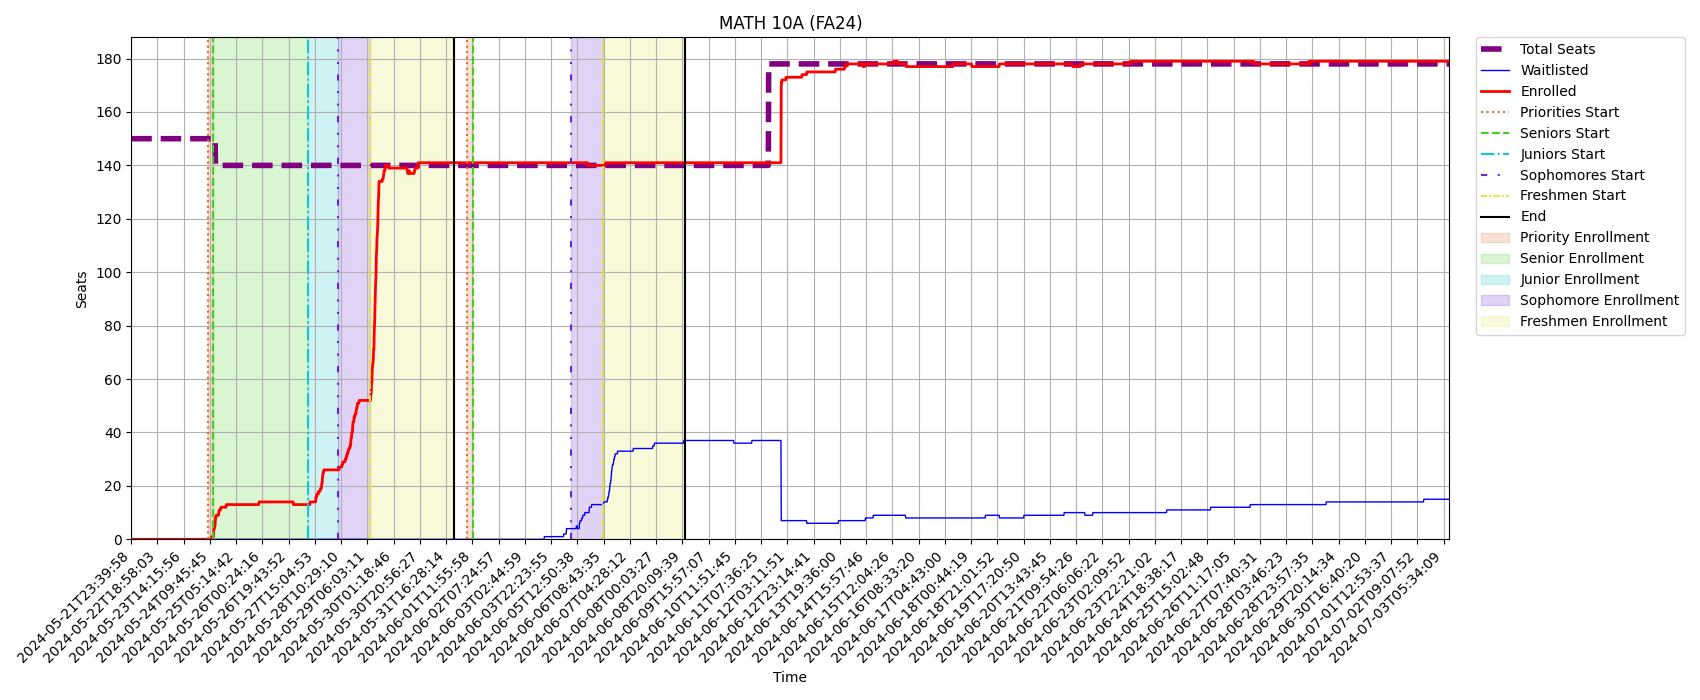 MATH 10A (FA24)
Seats
180
160
140
120
100
80
60
40
20
0
2024-05-21T23:39:58
2024-05-22T18:58:03
2024-05-23T14:15:56
2024-05-24T09:45:45
2024-05-25T05:14:42
2024-05-26T00:24:16
2024-05-26T19:43:52
2024-05-27T15:04:53
2024-05-28T10:29:10
2024-05-29T06:03:11
2024-05-30T01:18:46
2024-05-30T20:56:27
2024-05-31T16:28:14
2024-06-01T11:55:58
2024-06-02T07:24:57
2024-06-03T02:44:59
2024-06-03T22:23:55
2024-06-05T12:50:38
2024-06-06T08:43:35
2024-06-07T04:28:12
2024-06-08T00:03:27
2024-06-08T20:09:39
2024-06-09T15:57:07
2024-06-10T11:51:45
2024-06-11T07:36:25
2024-06-12T03:11:51
2024-06-12T23:14:41
2024-06-13T19:36:00
2024-06-14T15:57:46
2024-06-15T12:04:26
2024-06-16T08:33:20
2024-06-17T04:43:00
2024-06-18T00:44:19
2024-06-18T21:01:52
2024-06-19T17:20:50
2024-06-20T13:43:45
2024-06-21T09:54:26
2024-06-22T06:06:22
2024-06-23T02:09:52
2024-06-23T22:21:02
2024-06-24T18:38:17
2024-06-25T15:02:48
2024-06-26T11:17:05
2024-06-27T07:40:31
2024-06-28T03:46:23
2024-06-28T23:57:35
2024-06-29T20:14:34
2024-06-30T16:40:20
2024-07-01T12:53:37
2024-07-02T09:07:52
2024-07-03T05:34:09
Time
Total Seats
Waitlisted
Enrolled
Priorities Start
Seniors Start
Juniors Start
Sophomores Start
Freshmen Start
End
Priority Enrollment
Senior Enrollment
Junior Enrollment
Sophomore Enrollment
Freshmen Enrollment